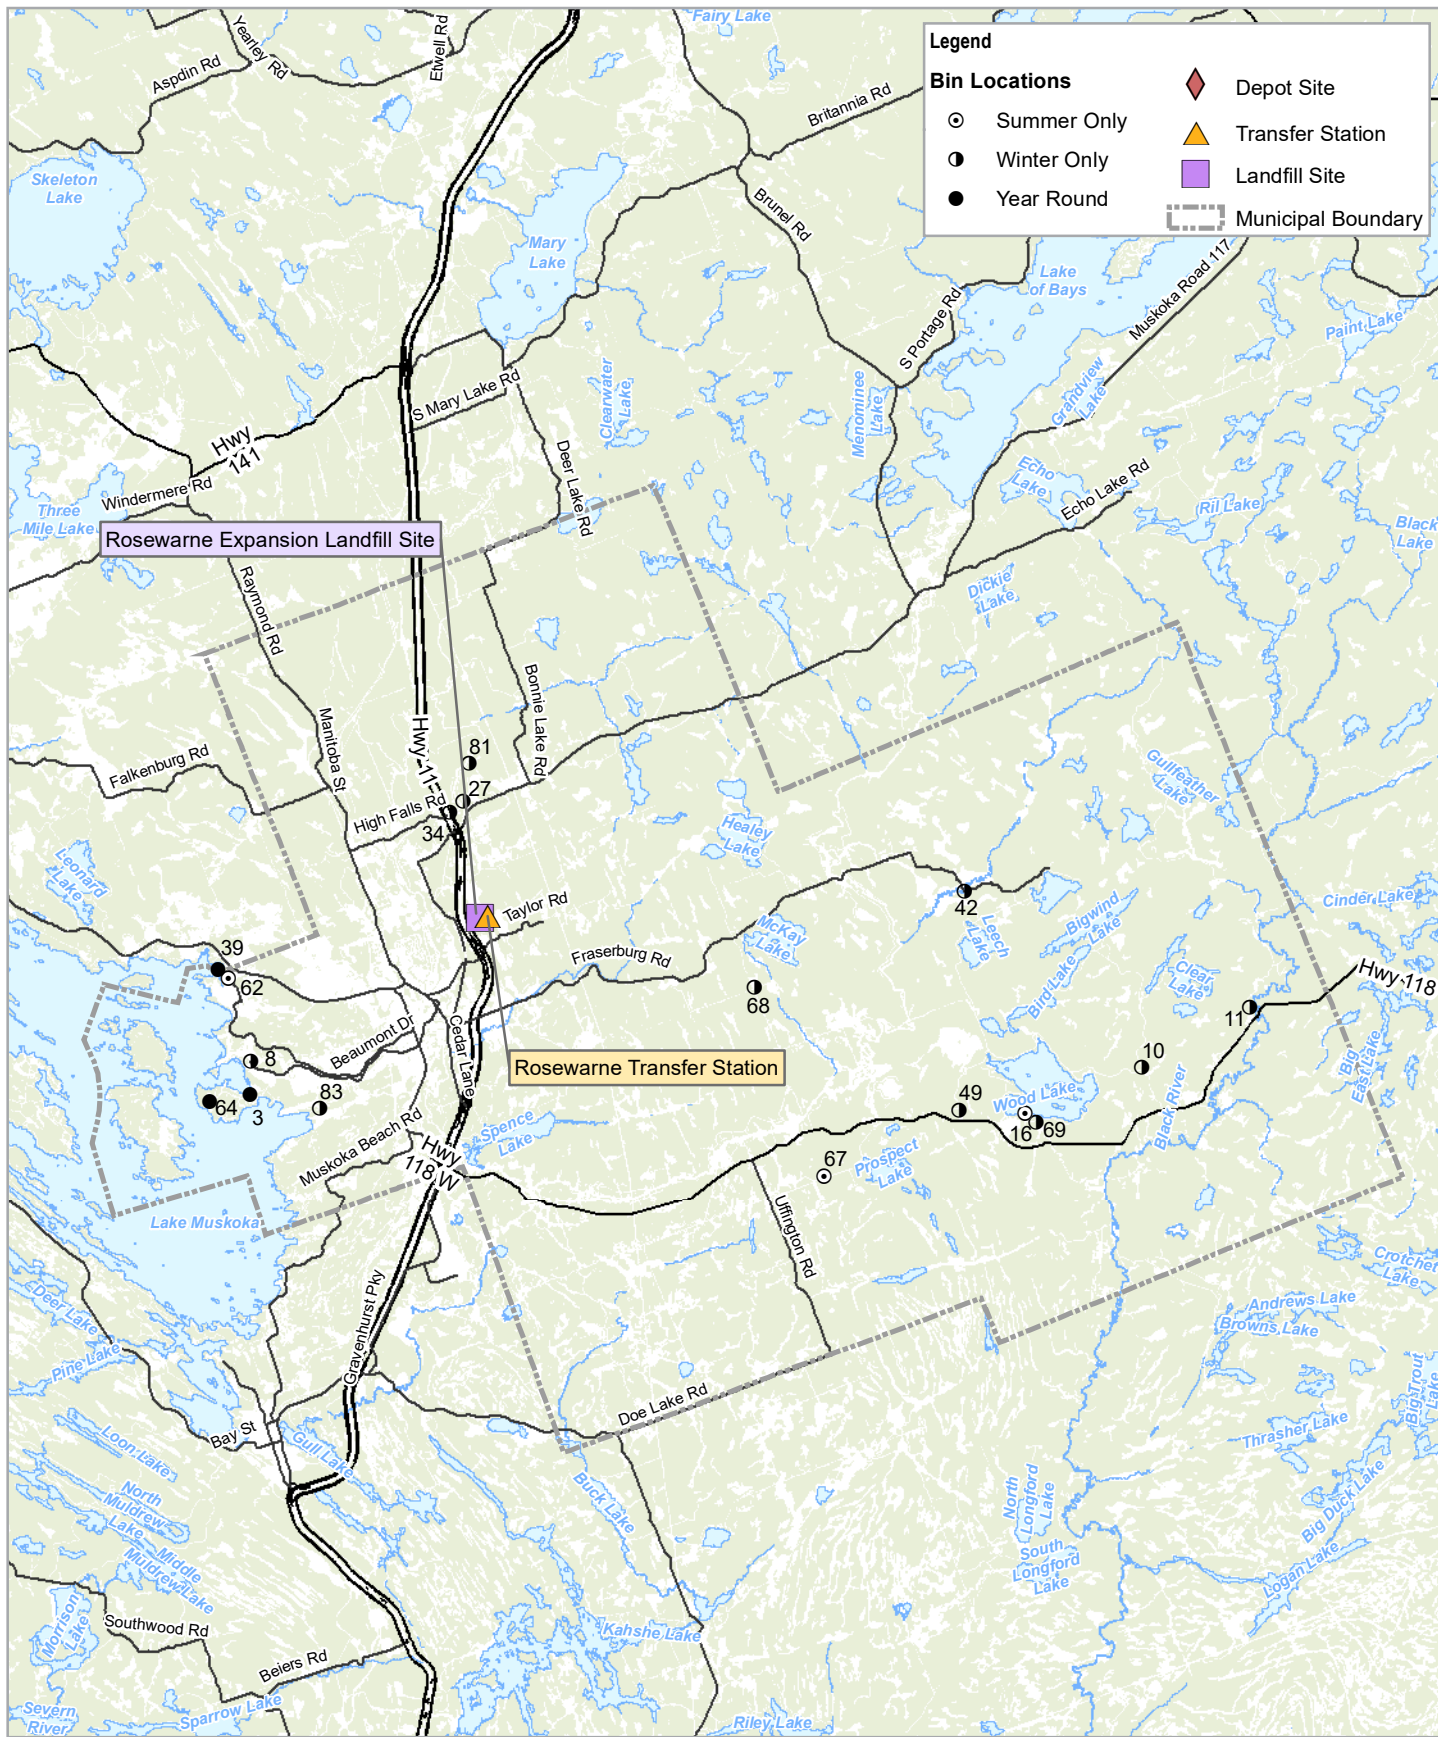 Legend
Bin Locations
Summer Only
Winter Only
Year Round
Depot Site
Transfer Station
Landfill Site
Municipal Boundary
Fairy Lake
Yearley Rd
Etwell Rd
Aspdin Rd
Britannia Rd
Skeleton
Lake
Brunel Rd
Mary
Lake
Lake
of Bays
Muskoka Road 117
S Portage Rd
Paint Lake
Grandview
Lake
Clearwater
Lake
Menominee
Lake
S Mary Lake Rd
Hwy
141
Deer Lake Rd
Echo
Lake
Echo Lake Rd
Windermere Rd
Three
Mile Lake
Ril Lake
Black
Lake
Rosewarne Expansion Landfill Site
Raymond Rd
Dickie
Lake
Bonnie Lake Rd
Manitoba St
Hwy 11
81
Falkenburg Rd
27
High Falls Rd
34
Gullfeather
Lake
Healey
Lake
Leonard
Lake
Taylor Rd
42
Cinder Lake
McKay
Lake
Leech
Lake
Bigwind
Lake
Bird Lake
39
Fraserburg Rd
Clear
Lake
Hwy 118
62
68
11
Beaumont Dr
Cedar Lane
8
Rosewarne Transfer Station
10
Big
East Lake
83
64
3
49
Wood Lake
16
69
Black River
Muskoka Beach Rd
Spence
Lake
Hwy
118 W
67
Prospect
Lake
Lake Muskoka
Uffington Rd
Crotchet
Lake
Deer Lake
Andrews Lake
Browns Lake
Gravenhurst Pky
Pine Lake
Big Trout
Lake
Doe Lake Rd
Bay St
Thrasher Lake
Loon Lake
Gull Lake
North
Muldrew
Lake
Buck Lake
North
Longford
Lake
Big Duck Lake
Middle
Muldrew Lake
South
Longford
Lake
Logan Lake
Morrison
Lake
Southwood Rd
Kahshe Lake
Beiers Rd
Severn
River
Sparrow Lake
Riley Lake